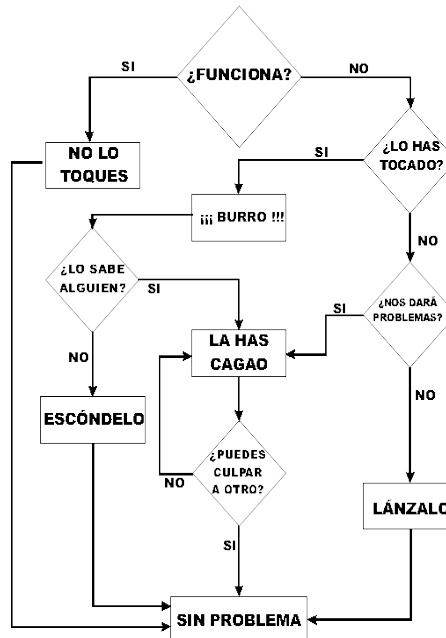 ¿FUNCIONA?
SI
NO
NO LO
TOQUES
¿LO HAS
TOCADO?
SI
¡¡¡ BURRO !!!
NO
¿LO SABE
ALGUIEN?
SI
¿NOS DARÁ
PROBLEMAS?
SI
LA HAS
CAGAO
NO
NO
ESCÓNDELO
¿PUEDES
CULPAR
A OTRO?
NO
LÁNZALO
SI
SIN PROBLEMA